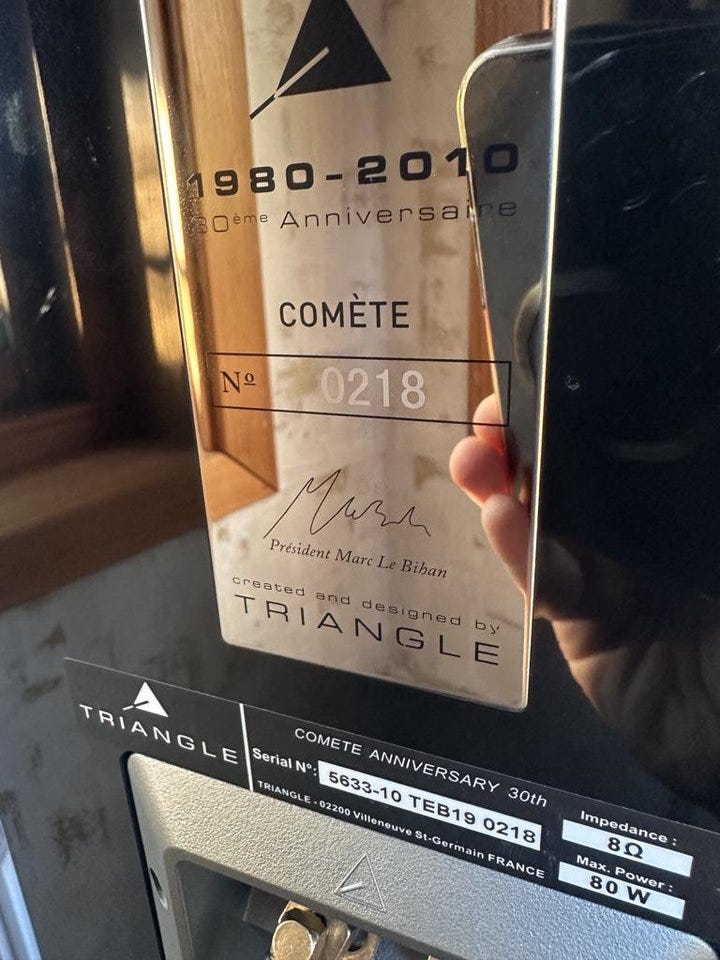 1980-2010
30ème Anniversaire
COMÈTE
Nº 0218
Président Marc Le Bihan
created and designed by
TRIANGLE
TRIANGLE
COMETE ANNIVERSARY 30th
Serial N°: 5633-10 TEB19 0218
TRIANGLE - 02200 Villeneuve St-Germain FRANCE
Impedance :
8Ω
Max. Power :
80 W